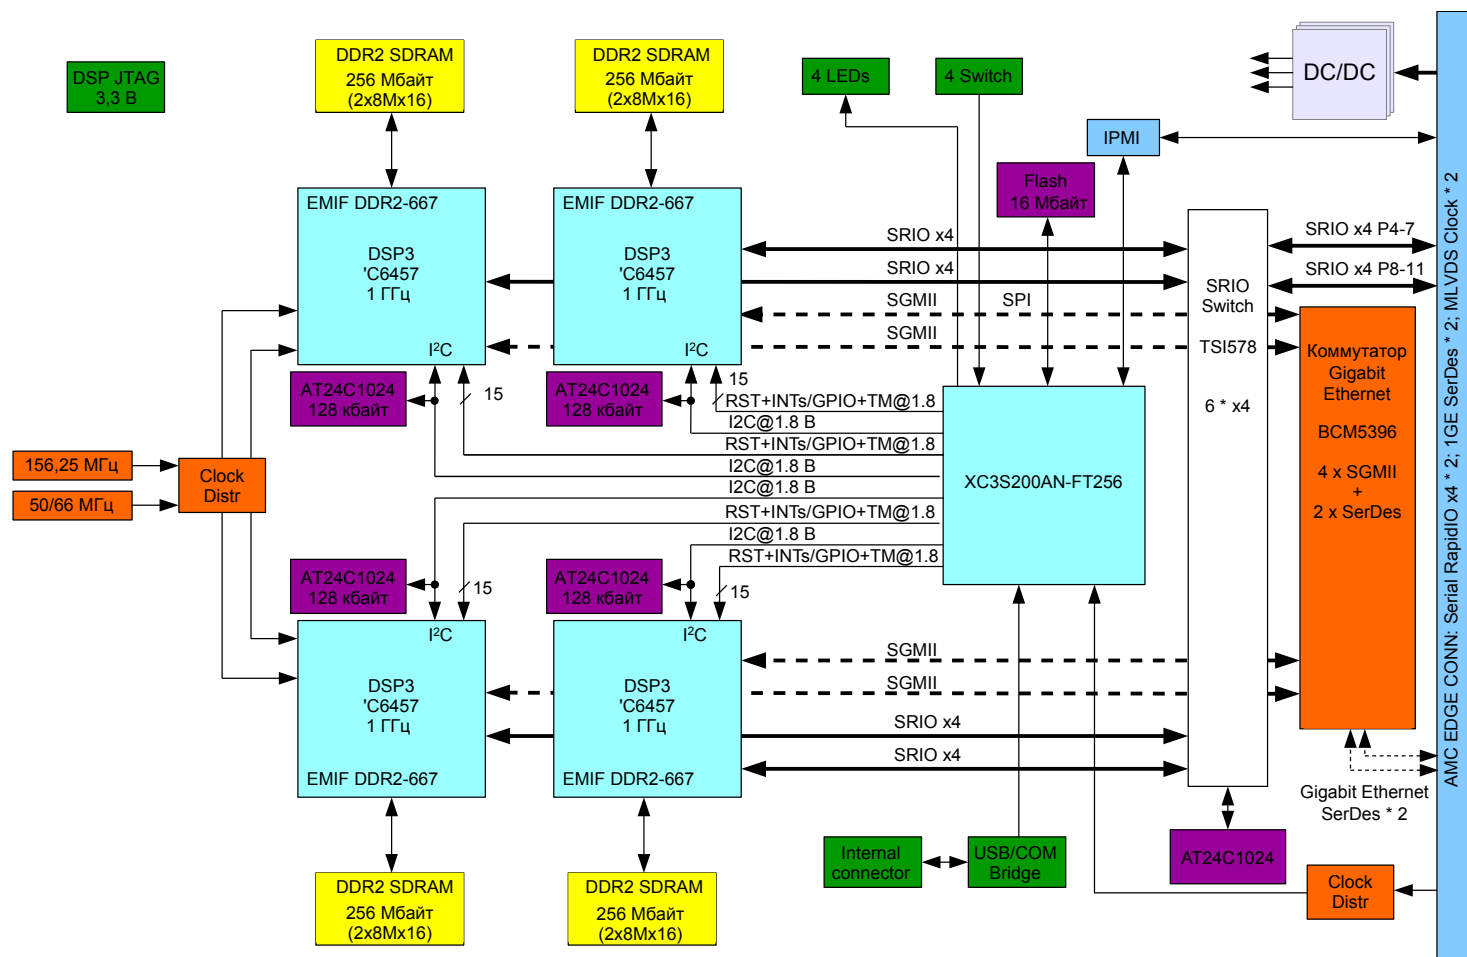 DSP JTAG
3,3 В
DDR2 SDRAM
256 Мбайт
(2x8Mx16)
DDR2 SDRAM
256 Мбайт
(2x8Mx16)
4 LEDs
4 Switch
DC/DC
IPMI
Flash
16 Мбайт
EMIF DDR2-667
DSP3
'C6457
1 ГГц
I²C
EMIF DDR2-667
DSP3
'C6457
1 ГГц
I²C
SRIO x4
SRIO x4
SGMII
SPI
SGMII
SRIO
Switch
TSI578
6 * x4
SRIO x4 P4-7
SRIO x4 P8-11
Коммутатор
Gigabit
Ethernet
BCM5396
4 x SGMII
+
2 x SerDes
AMC EDGE CONN: Serial RapidIO x4 * 2; 1GE SerDes * 2; MLVDS Clock * 2
AT24C1024
128 кбайт
15
AT24C1024
128 кбайт
15
RST+INTs/GPIO+TM@1.8
I2C@1.8 В
RST+INTs/GPIO+TM@1.8
I2C@1.8 В
I2C@1.8 В
RST+INTs/GPIO+TM@1.8
I2C@1.8 В
RST+INTs/GPIO+TM@1.8
XC3S200AN-FT256
156,25 МГц
50/66 МГц
Clock
Distr
AT24C1024
128 кбайт
15
AT24C1024
128 кбайт
15
I²C
DSP3
'C6457
1 ГГц
EMIF DDR2-667
I²C
DSP3
'C6457
1 ГГц
EMIF DDR2-667
SGMII
SGMII
SRIO x4
SRIO x4
Gigabit Ethernet
SerDes * 2
Internal
connector
USB/COM
Bridge
AT24C1024
Clock
Distr
DDR2 SDRAM
256 Мбайт
(2x8Mx16)
DDR2 SDRAM
256 Мбайт
(2x8Mx16)